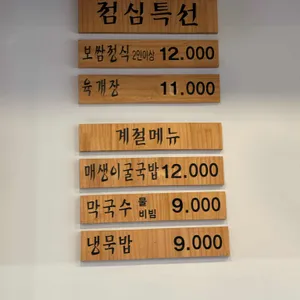 점심특선
보쌈정식 2인이상 12.000
육개장 11.000
계절메뉴
매생이굴국밥 12.000
막국수 물 비빔 9.000
냉묵밥 9.000